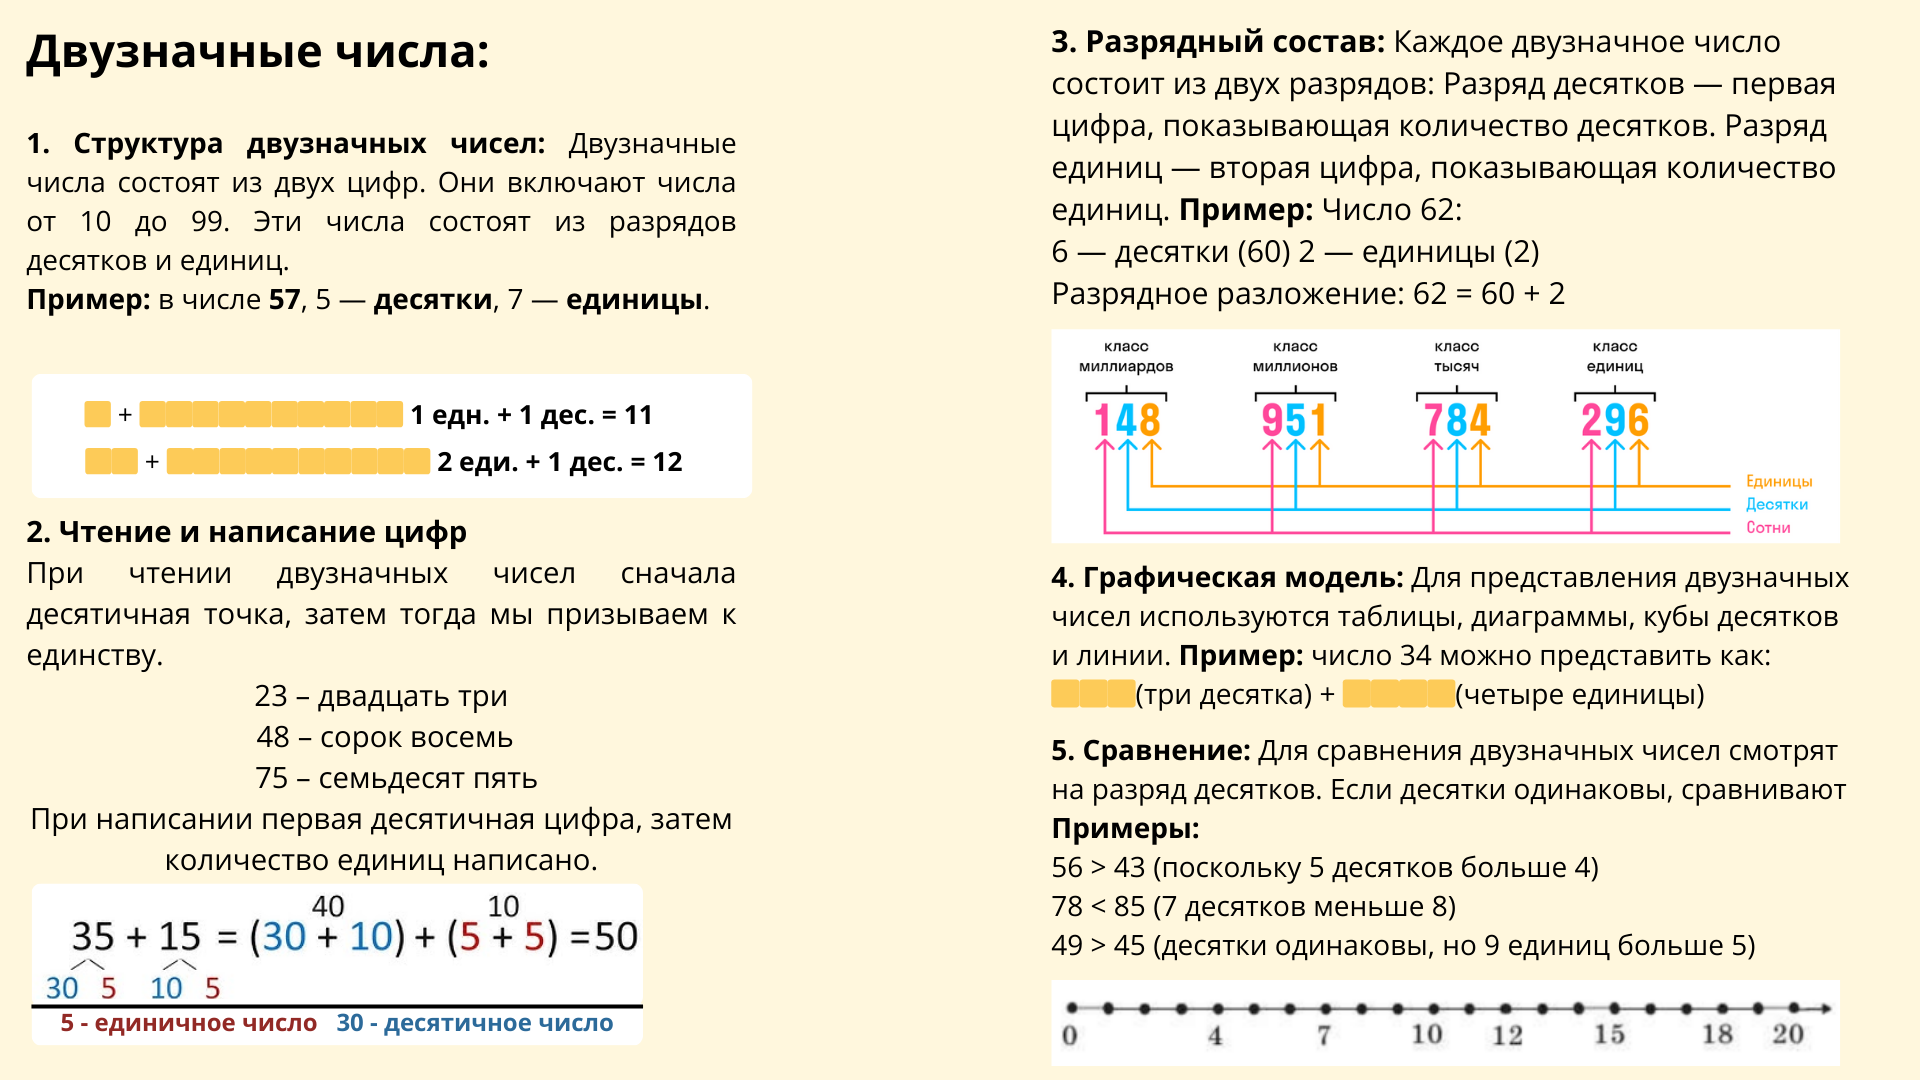 Двузначные числа:
1. Структура двузначных чисел: Двузначные
числа состоят из двух цифр. Они включают числа
от 10 до 99. Эти числа состоят из разрядов
десятков и единиц.
Пример: в числе 57, 5 — десятки, 7 — единицы.
+ 1 едн. + 1 дес. = 11
+ 2 еди. + 1 дес. = 12
2. Чтение и написание цифр
При чтении двузначных чисел сначала
десятичная точка, затем тогда мы призываем к
единству.
23 – двадцать три
48 – сорок восемь
75 – семьдесят пять
При написании первая десятичная цифра, затем
количество единиц написано.
40 10
35 + 15 = (30 + 10) + (5 + 5) = 50
30 5 10 5
5 - единичное число 30 - десятичное число
3. Разрядный состав: Каждое двузначное число
состоит из двух разрядов: Разряд десятков — первая
цифра, показывающая количество десятков. Разряд
единиц — вторая цифра, показывающая количество
единиц. Пример: Число 62:
6 — десятки (60) 2 — единицы (2)
Разрядное разложение: 62 = 60 + 2
класс класс класс класс
миллиардов миллионов тысяч единиц
148 951 784 296
Единицы
Десятки
Сотни
4. Графическая модель: Для представления двузначных
чисел используются таблицы, диаграммы, кубы десятков
и линии. Пример: число 34 можно представить как:
(три десятка) + (четыре единицы)
5. Сравнение: Для сравнения двузначных чисел смотрят
на разряд десятков. Если десятки одинаковы, сравнивают
Примеры:
56 > 43 (поскольку 5 десятков больше 4)
78 < 85 (7 десятков меньше 8)
49 > 45 (десятки одинаковы, но 9 единиц больше 5)
0 4 7 10 12 15 18 20